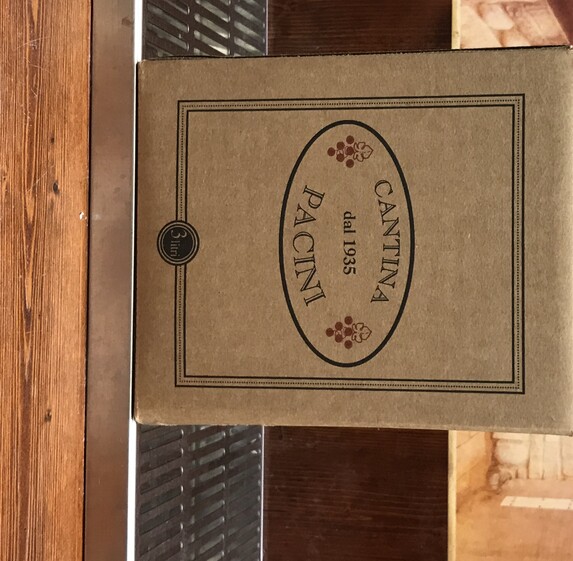 CANTINA
dal 1935
PACINI
3 litri